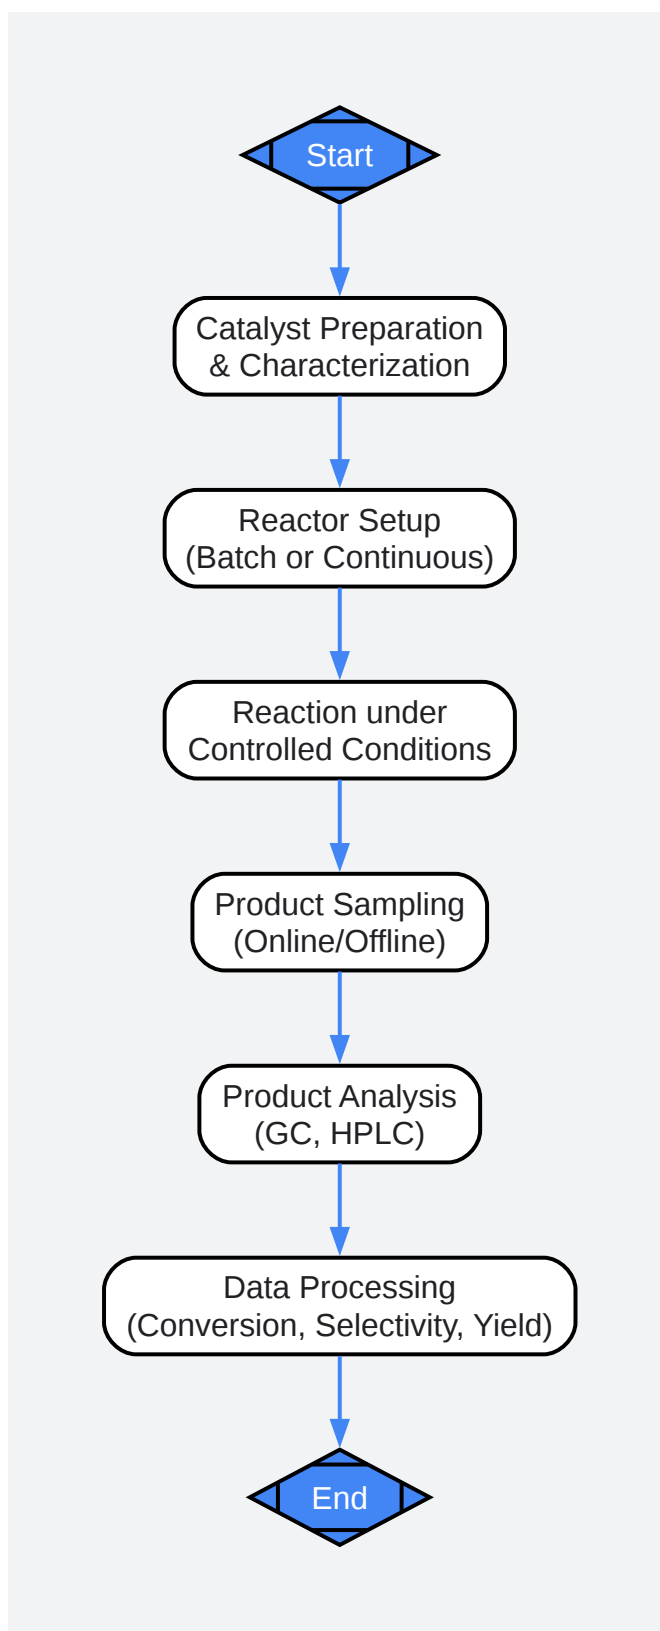 Start
Catalyst Preparation
& Characterization
Reactor Setup
(Batch or Continuous)
Reaction under
Controlled Conditions
Product Sampling
(Online/Offline)
Product Analysis
(GC, HPLC)
Data Processing
(Conversion, Selectivity, Yield)
End